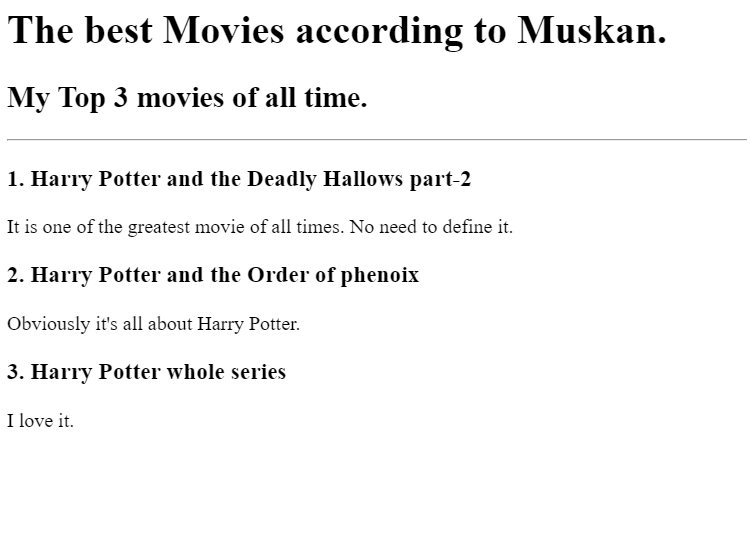 The best Movies according to Muskan.
My Top 3 movies of all time.
1. Harry Potter and the Deadly Hallows part-2
It is one of the greatest movie of all times. No need to define it.
2. Harry Potter and the Order of phenoix
Obviously it's all about Harry Potter.
3. Harry Potter whole series
I love it.